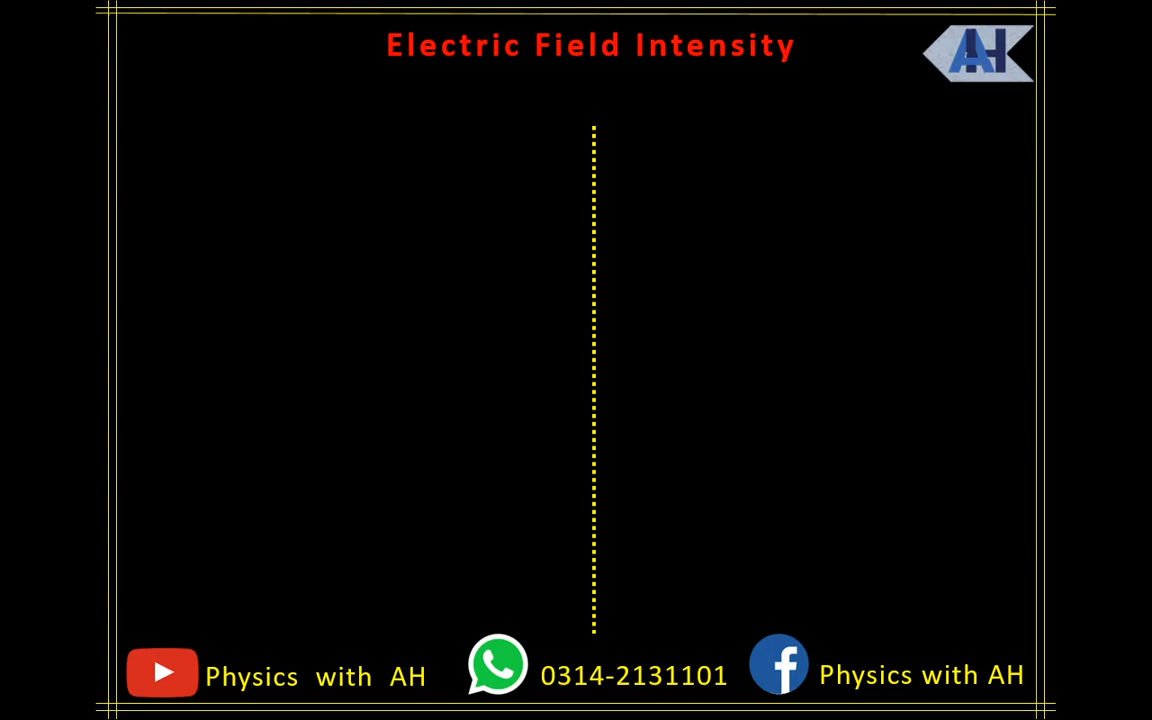 Electric Field Intensity
AH
Physics with AH
0314-2131101
Physics with AH